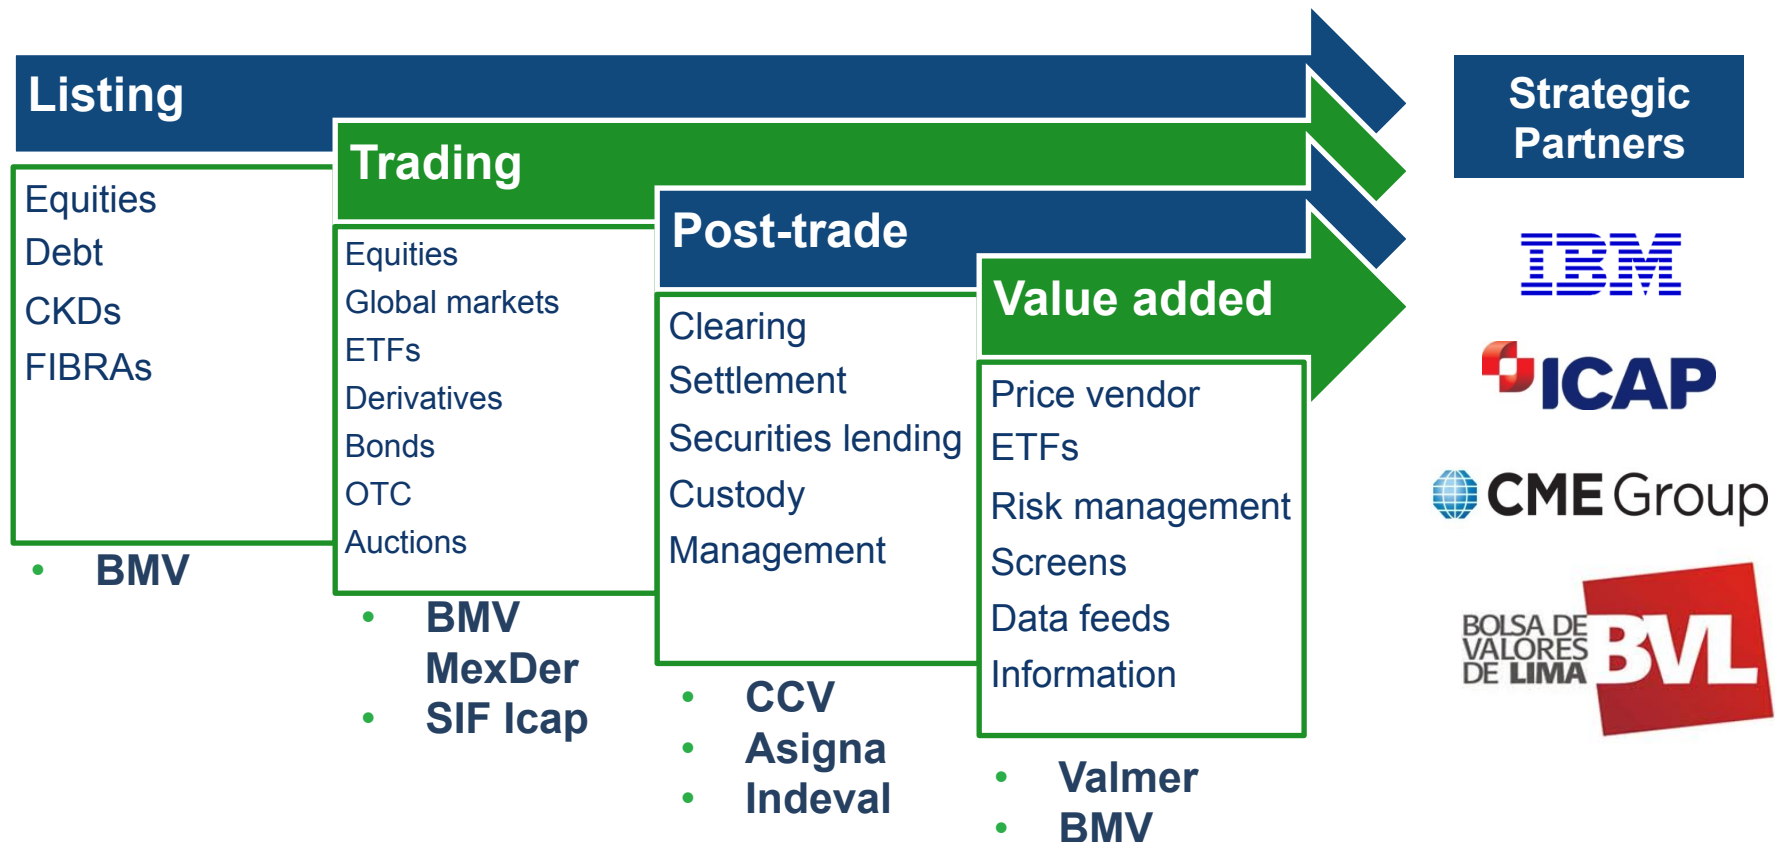 Listing
Equities
Debt
CKDs
FIBRAs
• BMV
Trading
Equities
Global markets
ETFs
Derivatives
Bonds
OTC
Auctions
• BMV
MexDer
• SIF Icap
Post-trade
Clearing
Settlement
Securities lending
Custody
Management
• CCV
• Asigna
• Indeval
Value added
Price vendor
ETFs
Risk management
Screens
Data feeds
Information
• Valmer
• BMV
Strategic
Partners
IBM
ICAP
CME Group
BOLSA DE
VALORES
DE LIMA
BVL